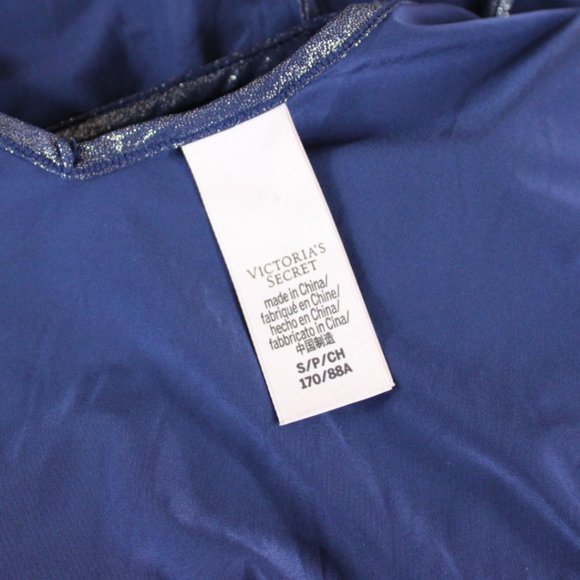 VICTORIA'S
SECRET
made in China/
fabriqué en Chine/
hecho en China/
fabbricato in Cina/
中国制造
S/P/CH
170/88A